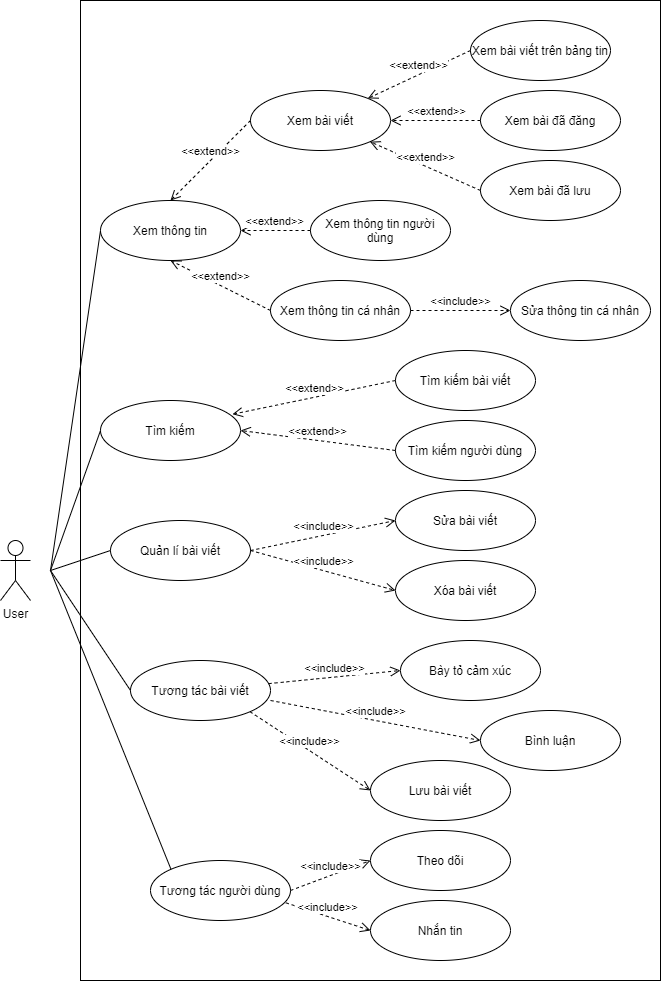 Xem bài viết trên bảng tin
<<extend>>
Xem bài viết
<<extend>>
Xem bài đã đăng
<<extend>>
<<extend>>
Xem bài đã lưu
Xem thông tin
<<extend>>
Xem thông tin người
dùng
<<extend>>
Xem thông tin cá nhân
<<include>>
Sửa thông tin cá nhân
<<extend>>
Tìm kiếm bài viết
Tìm kiếm
<<extend>>
Tìm kiếm người dùng
<<include>>
Sửa bài viết
Quản lí bài viết
<<include>>
Xóa bài viết
User
<<include>>
Bảy tỏ cảm xúc
Tương tác bài viết
<<include>>
Bình luận
<<include>>
Lưu bài viết
<<include>>
Theo dõi
Tương tác người dùng
<<include>>
Nhắn tin